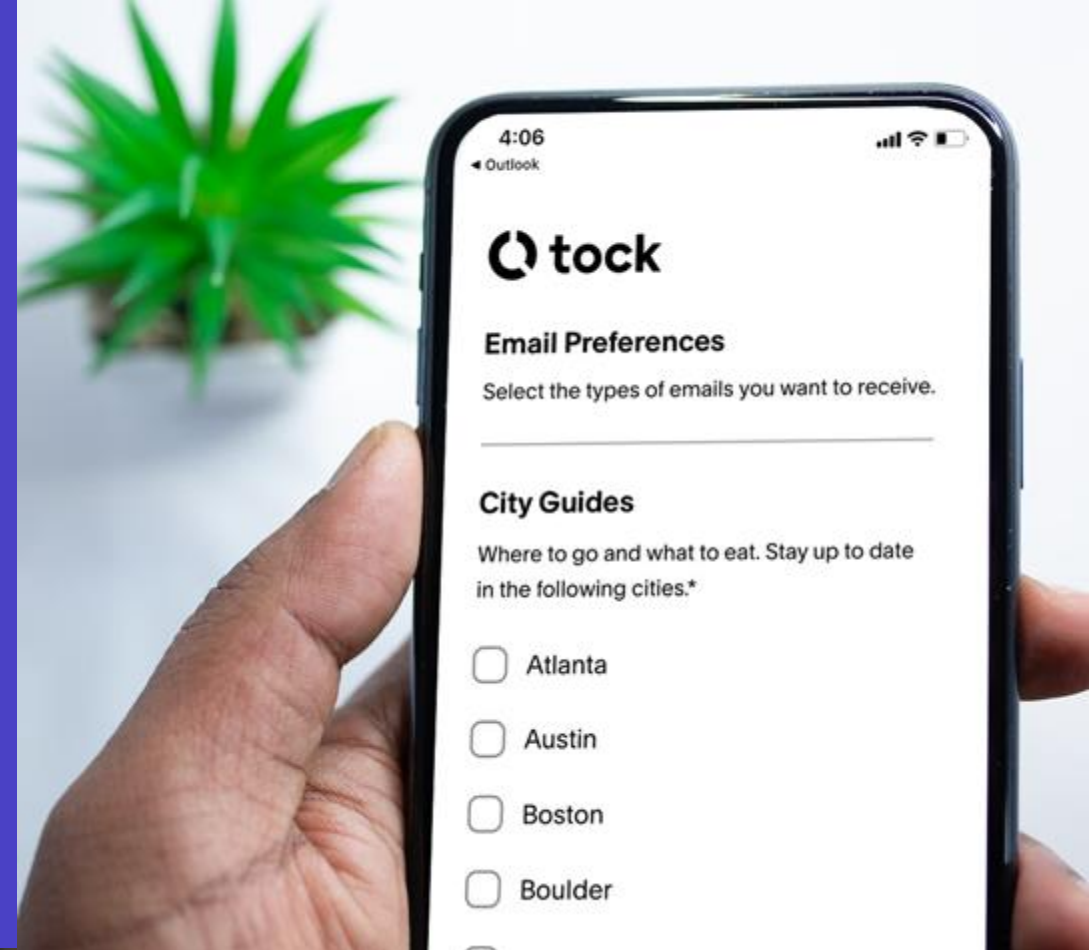 4:06
◀ Outlook
tock
Email Preferences
Select the types of emails you want to receive.
City Guides
Where to go and what to eat. Stay up to date
in the following cities.*
Atlanta
Austin
Boston
Boulder